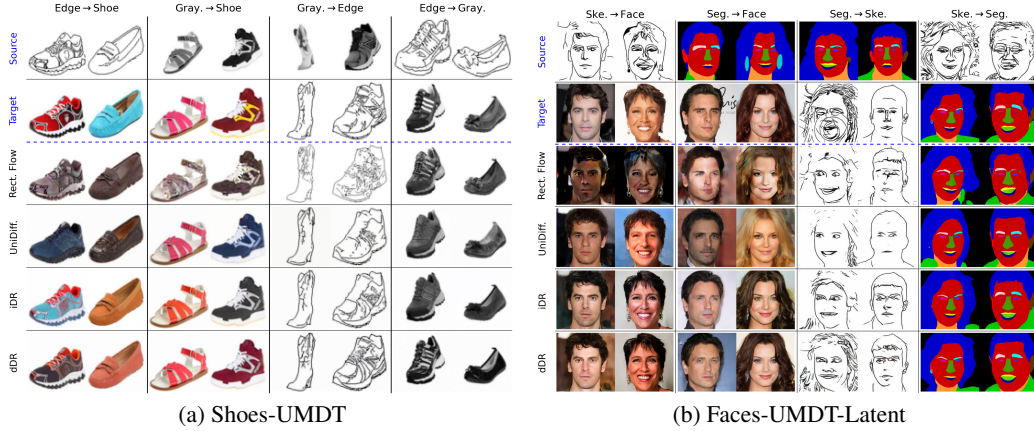 Edge→Shoe Gray.→Shoe Gray.→Edge Edge→Gray.
Source
Target
Rect. Flow
UniDiff.
iDR
dDR
(a) Shoes-UMDT
Ske.→Face Seg.→Face Seg.→Ske. Ske.→Seg.
Source
Target
Rect. Flow
UniDiff.
iDR
dDR
(b) Faces-UMDT-Latent